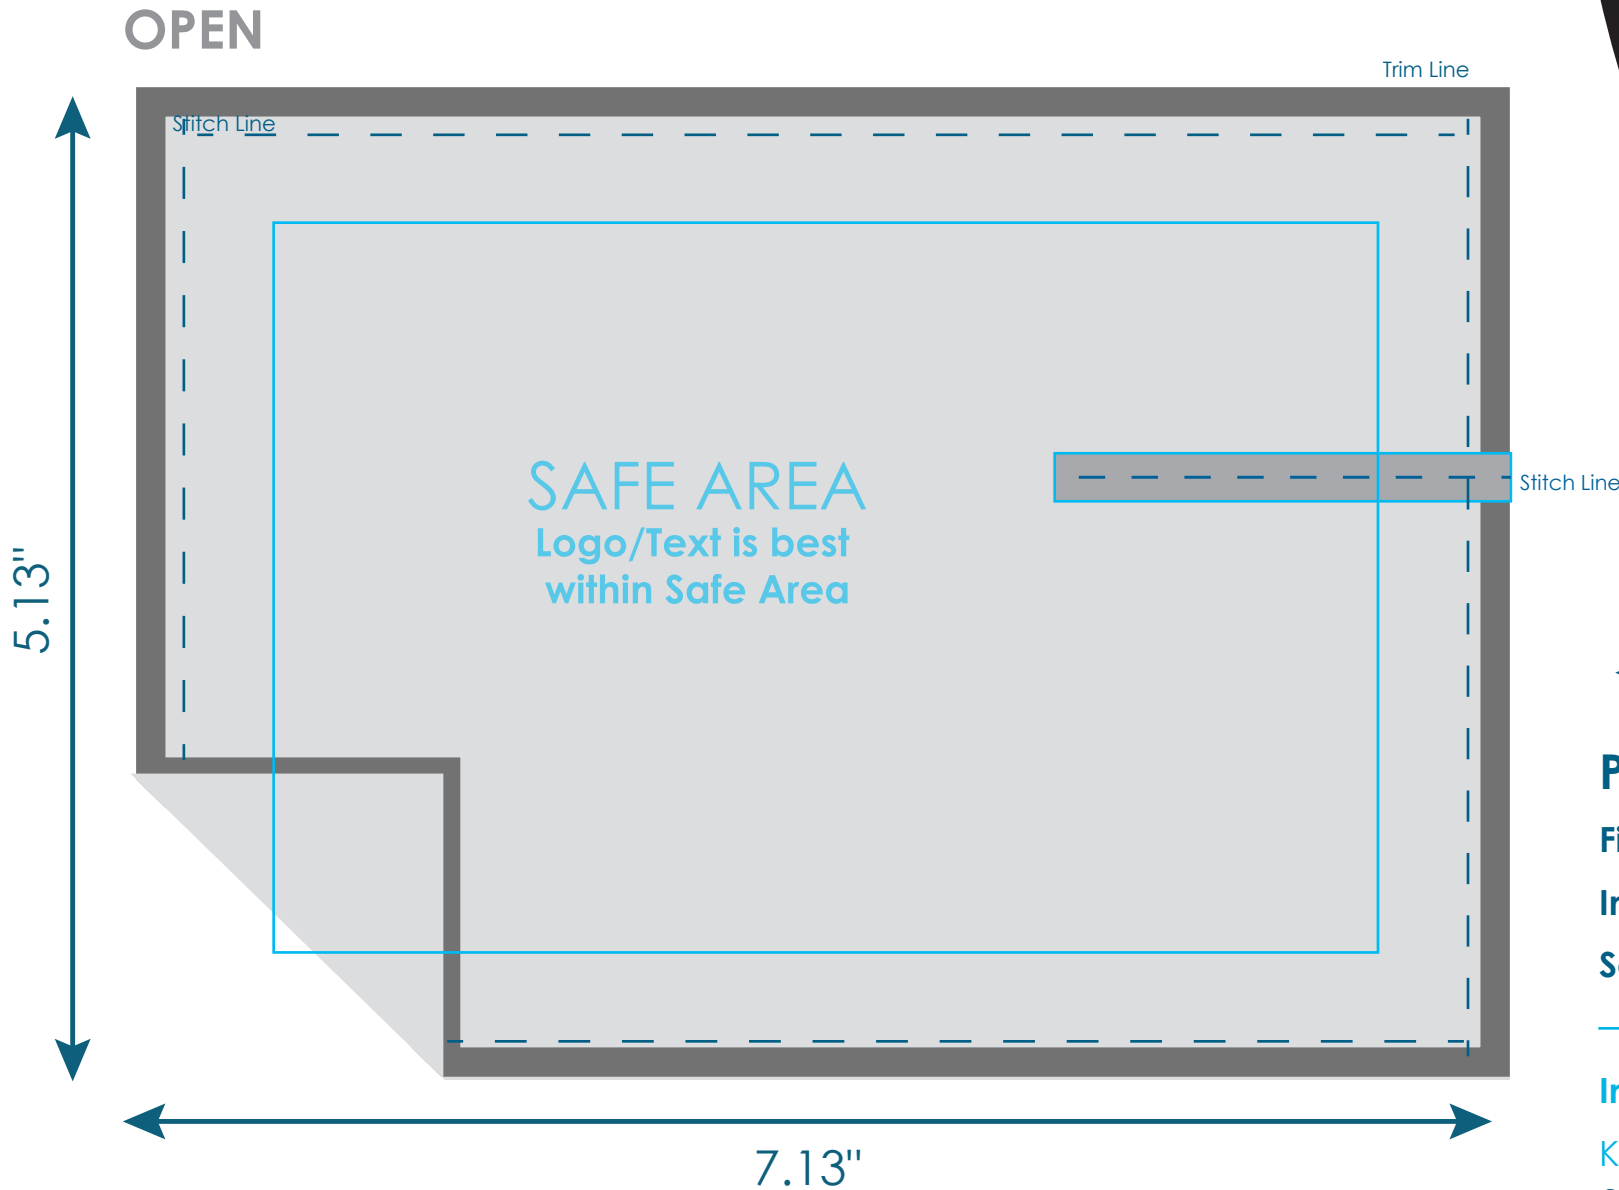 OPEN
Trim Line
Stitch Line
SAFE AREA
Logo/Text is best
within Safe Area
Stitch Line
5.13"
7.13"